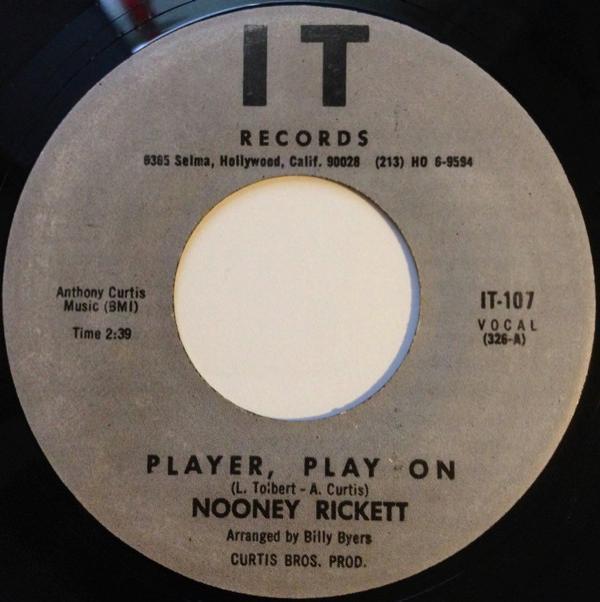 IT
RECORDS
6365 Selma, Hollywood, Calif. 90028 (213) HO 6-9594
Anthony Curtis
Music (BMI)
Time 2:39
IT-107
VOCAL
(326-A)
PLAYER, PLAY ON
(L. Tolbert - A. Curtis)
NOONEY RICKETT
Arranged by Billy Byers
CURTIS BROS. PROD.